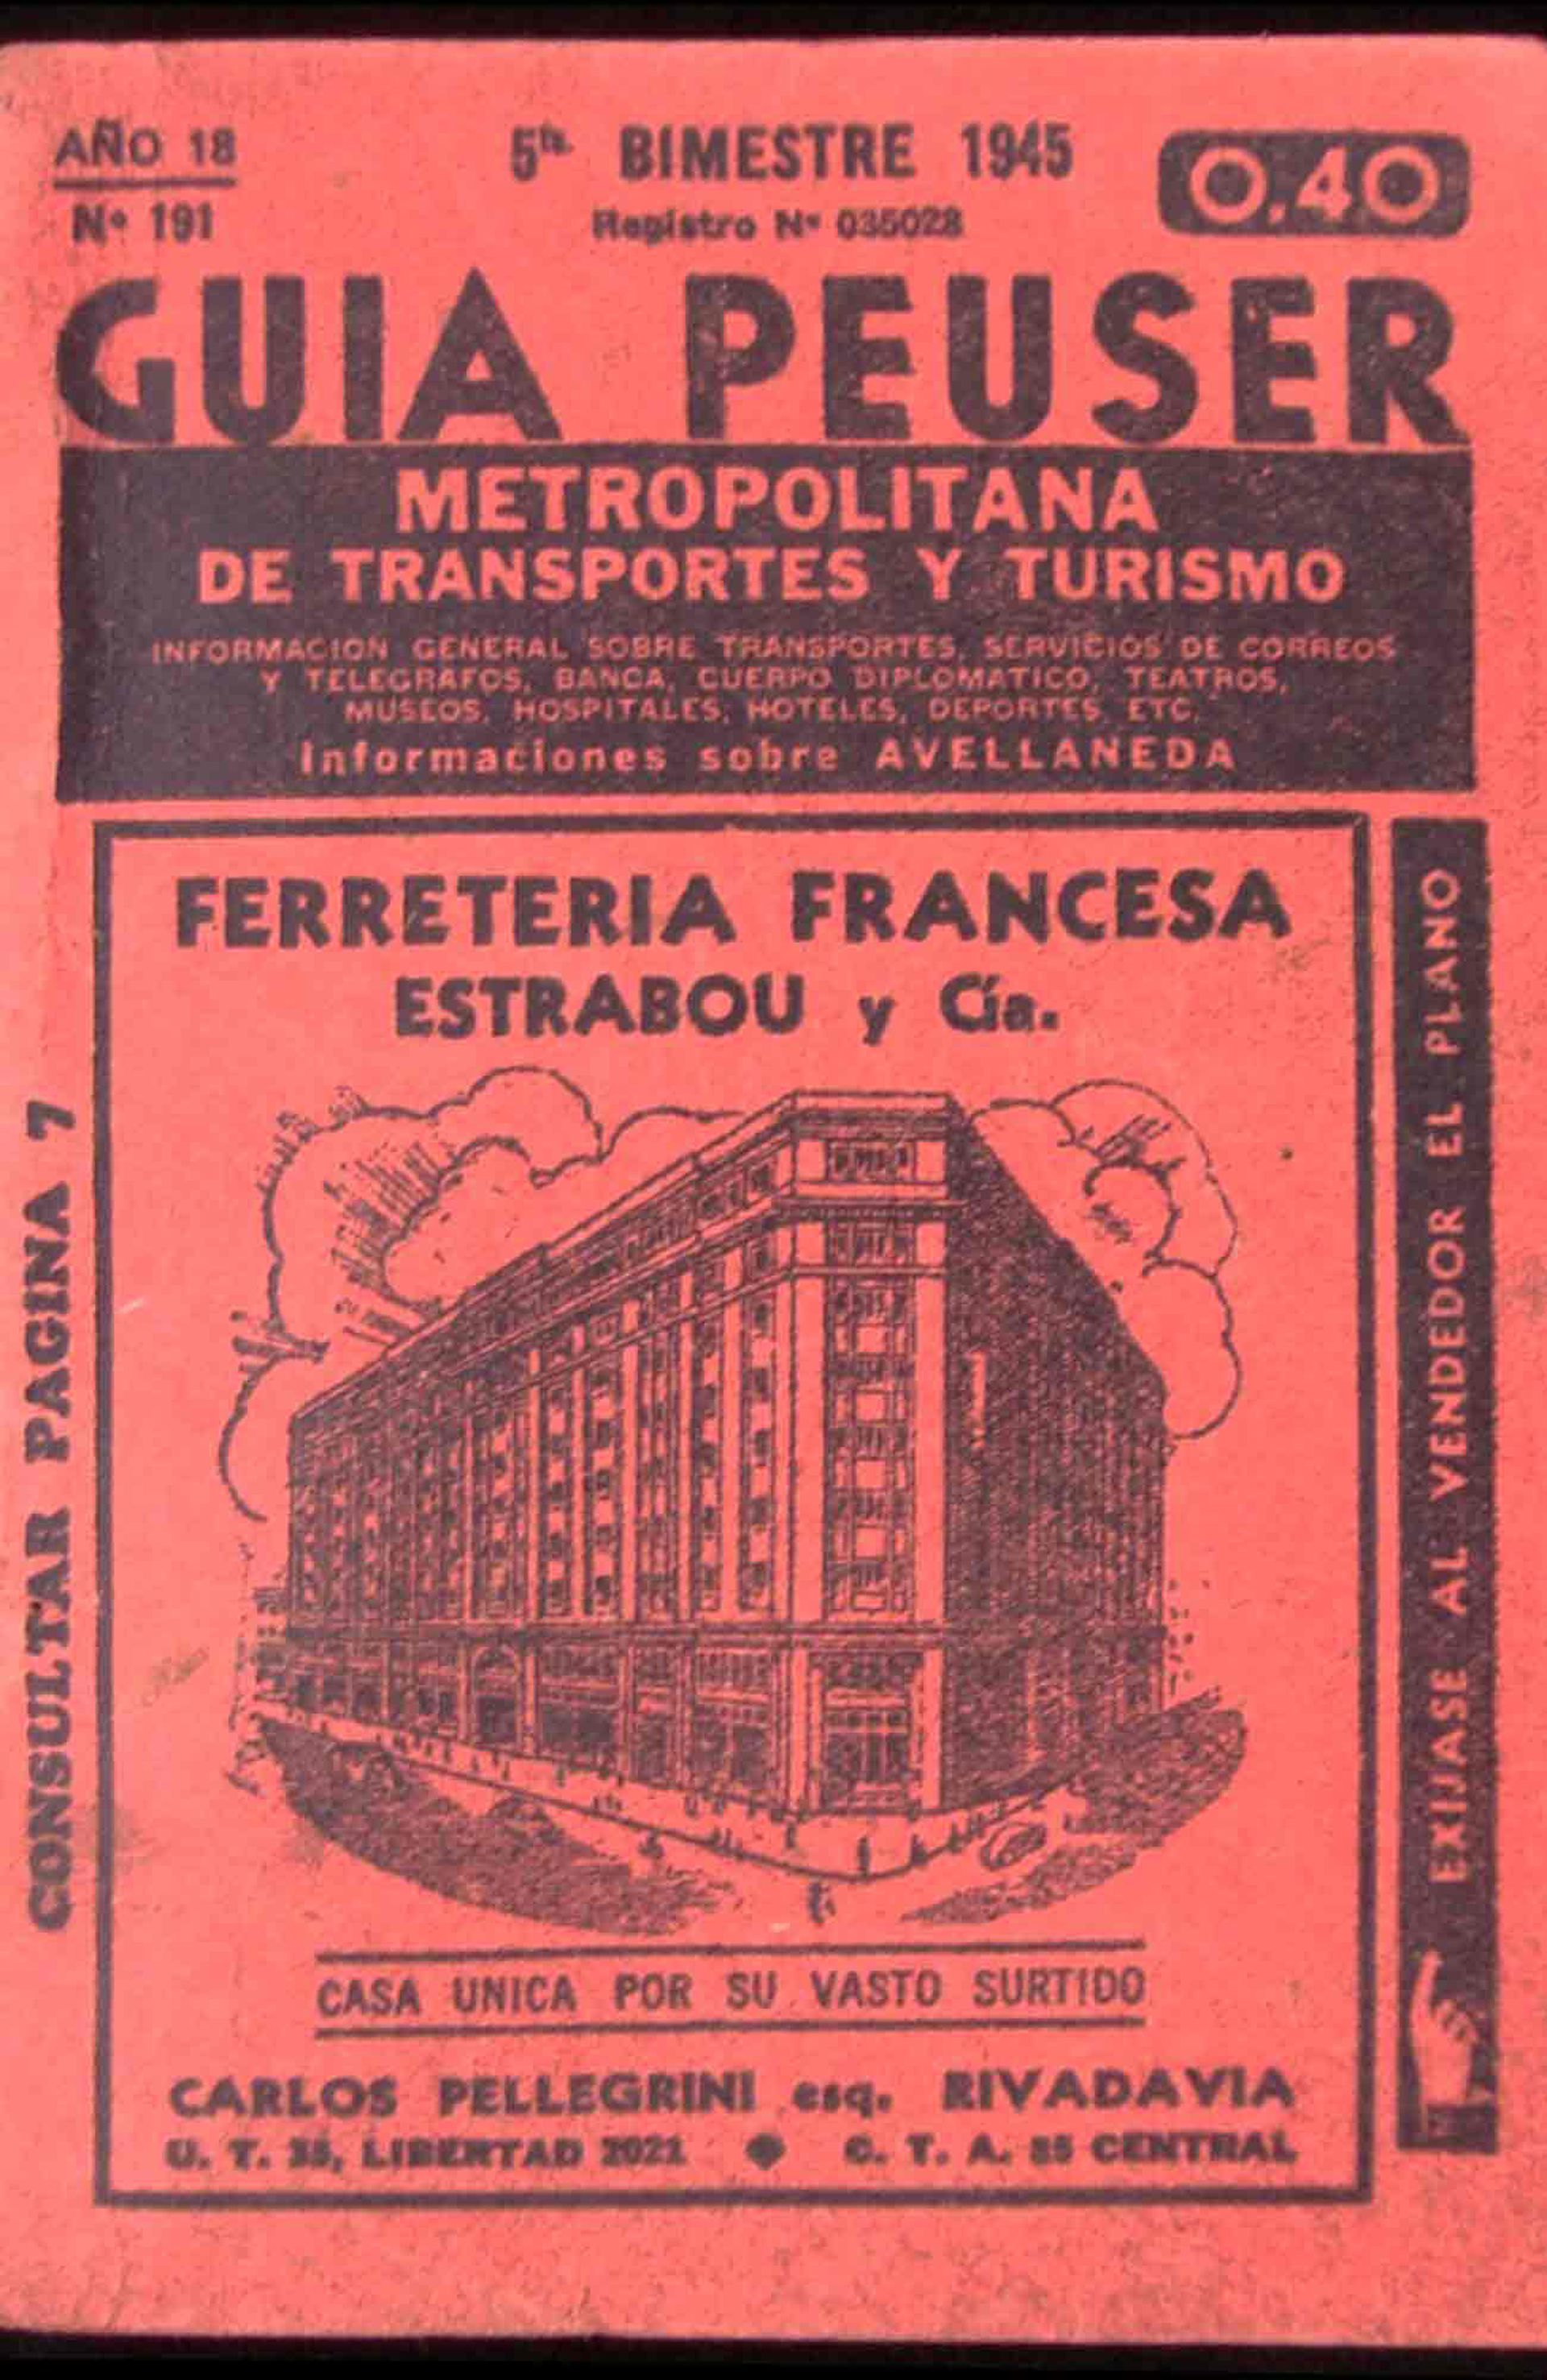 AÑO 18
Nº 191
5to. BIMESTRE 1945
Registro Nº 035028
0.40
GUIA PEUSER
METROPOLITANA
DE TRANSPORTES Y TURISMO
INFORMACION GENERAL SOBRE TRANSPORTES, SERVICIOS DE CORREOS
Y TELEGRAFOS, BANCA, CUERPO DIPLOMATICO, TEATROS,
MUSEOS, HOSPITALES, HOTELES, DEPORTES, ETC.
Informaciones sobre AVELLANEDA
CONSULTAR PAGINA 7
FERRETERIA FRANCESA
ESTRABOU y Cía.
CASA UNICA POR SU VASTO SURTIDO
CARLOS PELLEGRINI esq. RIVADAVIA
U. T. 35, LIBERTAD 2021 ◆ C. T. A. 85 CENTRAL
EXIJASE AL VENDEDOR EL PLANO